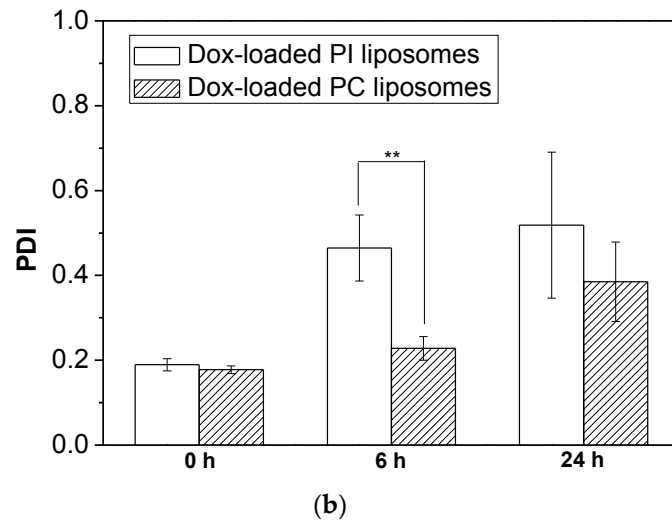 1.0
Dox-loaded PI liposomes
Dox-loaded PC liposomes
0.8
**
0.6
PDI
0.4
0.2
0.0
0 h 6 h 24 h
(b)